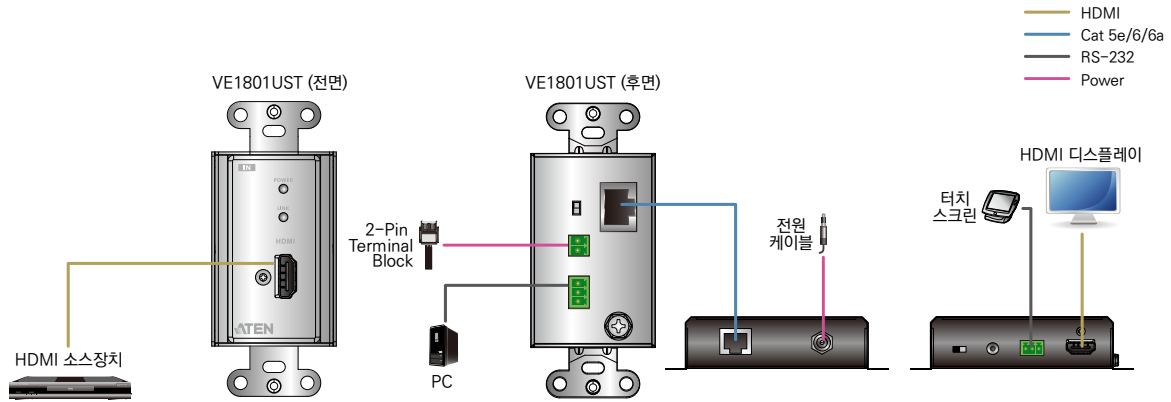 HDMI
Cat 5e/6/6a
RS-232
Power
VE1801UST (전면)
VE1801UST (후면)
IN
POWER
LINK
HDMI
ATEN
2-Pin
Terminal
Block
PC
HDMI 소스장치
전원
케이블
터치
스크린
HDMI 디스플레이